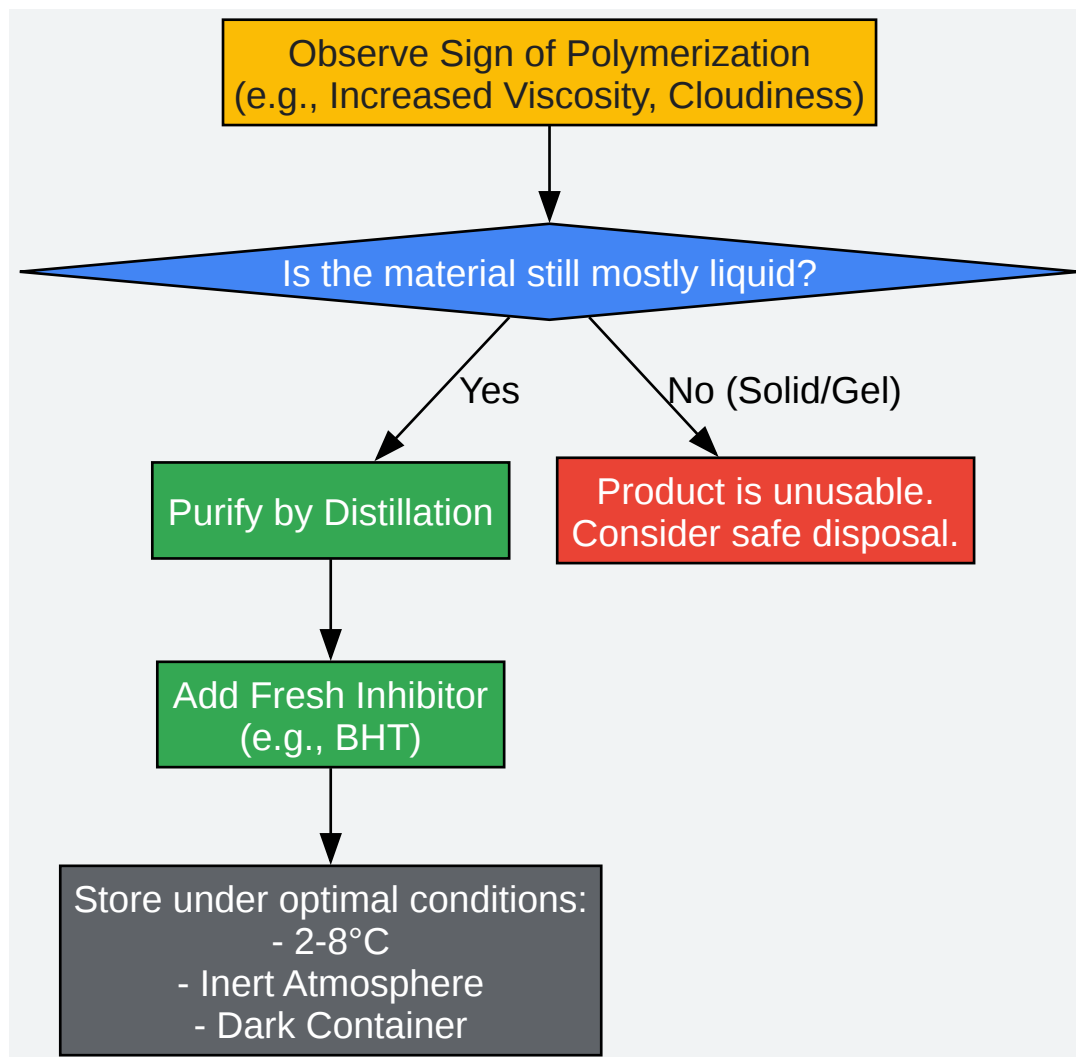 Observe Sign of Polymerization
(e.g., Increased Viscosity, Cloudiness)
Is the material still mostly liquid?
Yes
No (Solid/Gel)
Purify by Distillation
Product is unusable.
Consider safe disposal.
Add Fresh Inhibitor
(e.g., BHT)
Store under optimal conditions:
- 2-8°C
- Inert Atmosphere
- Dark Container